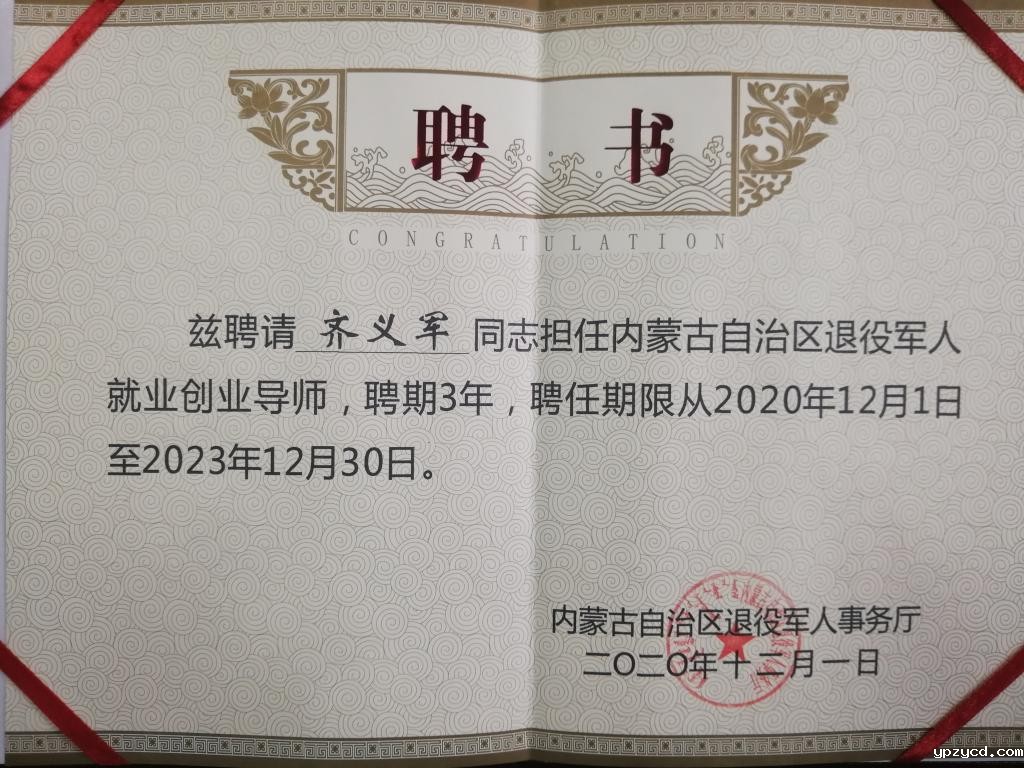 聘书
CONGRATULATION
兹聘请 齐义军 同志担任内蒙古自治区退役军人
就业创业导师，聘期3年，聘任期限从2020年12月1日
至2023年12月30日。
内蒙古自治区退役军人事务厅
二〇二〇年十二月一日
ypzycd.com